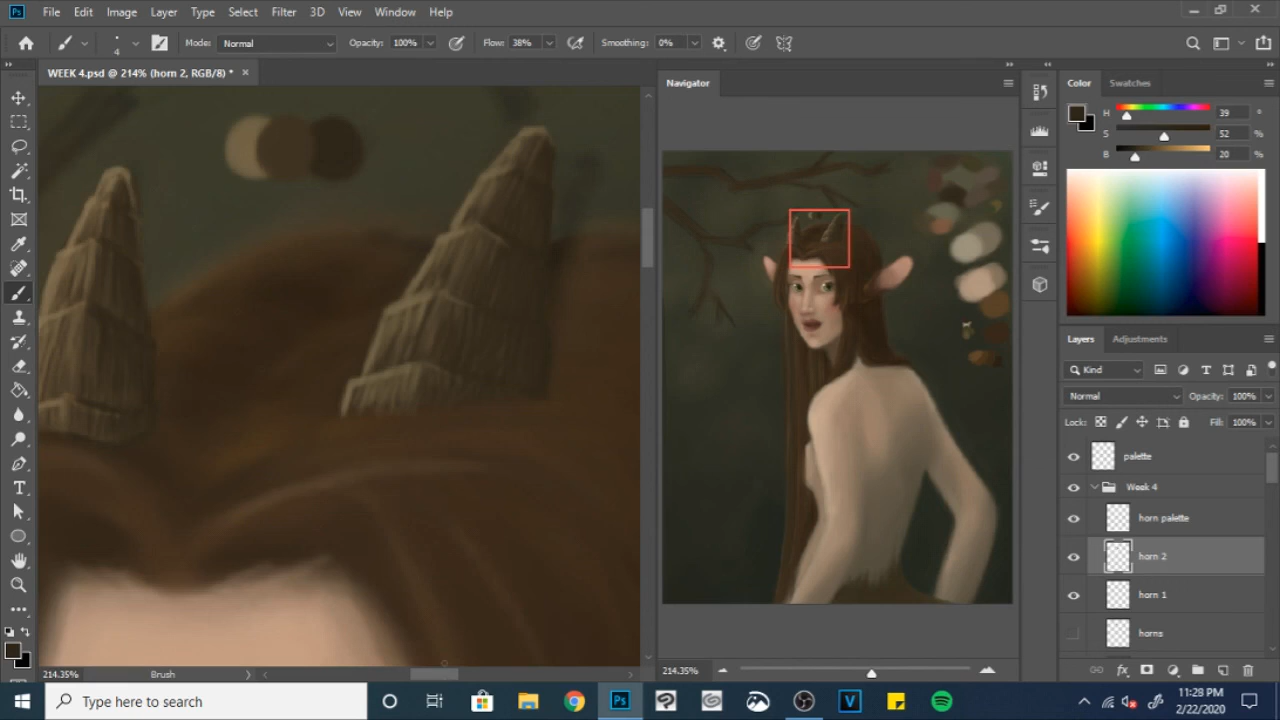 Ps File Edit Image Layer Type Select Filter 3D View Window Help
4 Mode: Normal Opacity: 100% Flow: 38% Smoothing: 0%
WEEK 4.psd @ 214% (horn 2, RGB/8) * ×
Navigator
Color Swatches
H 39 °
S 52 %
B 20 %
Layers Adjustments
Kind
Normal Opacity: 100%
Lock: Fill: 100%
palette
Week 4
horn palette
horn 2
horn 1
horns
214.35% Brush
214.35%
Type here to search
Ps
V
11:28 PM
2/22/2020